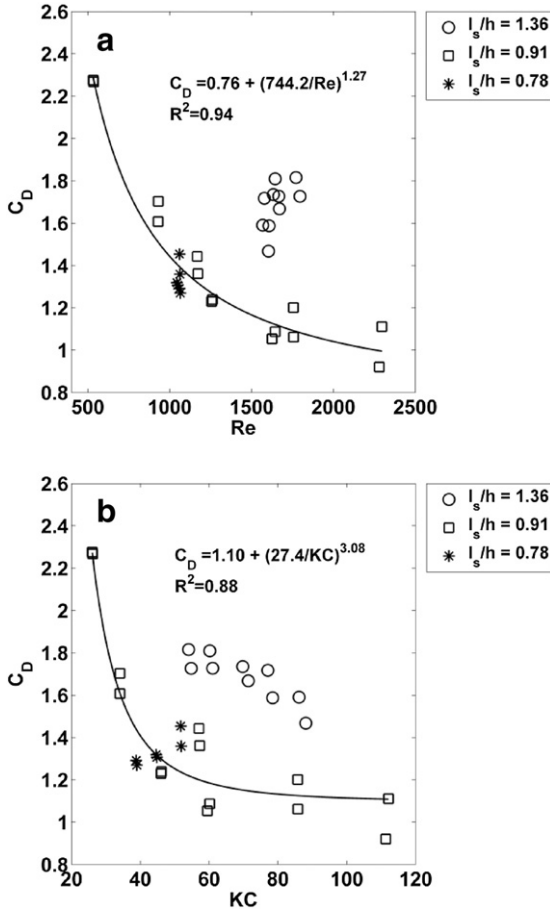 a
2.6
2.4
2.2
2
1.8
1.6
1.4
1.2
1
0.8
C_D
C_D =0.76 + (744.2/Re)^1.27
R^2=0.94
500 1000 1500 2000 2500
Re
l_s/h = 1.36
l_s/h = 0.91
l_s/h = 0.78
b
2.6
2.4
2.2
2
1.8
1.6
1.4
1.2
1
0.8
C_D
C_D =1.10 + (27.4/KC)^3.08
R^2=0.88
20 40 60 80 100 120
KC
l_s/h = 1.36
l_s/h = 0.91
l_s/h = 0.78